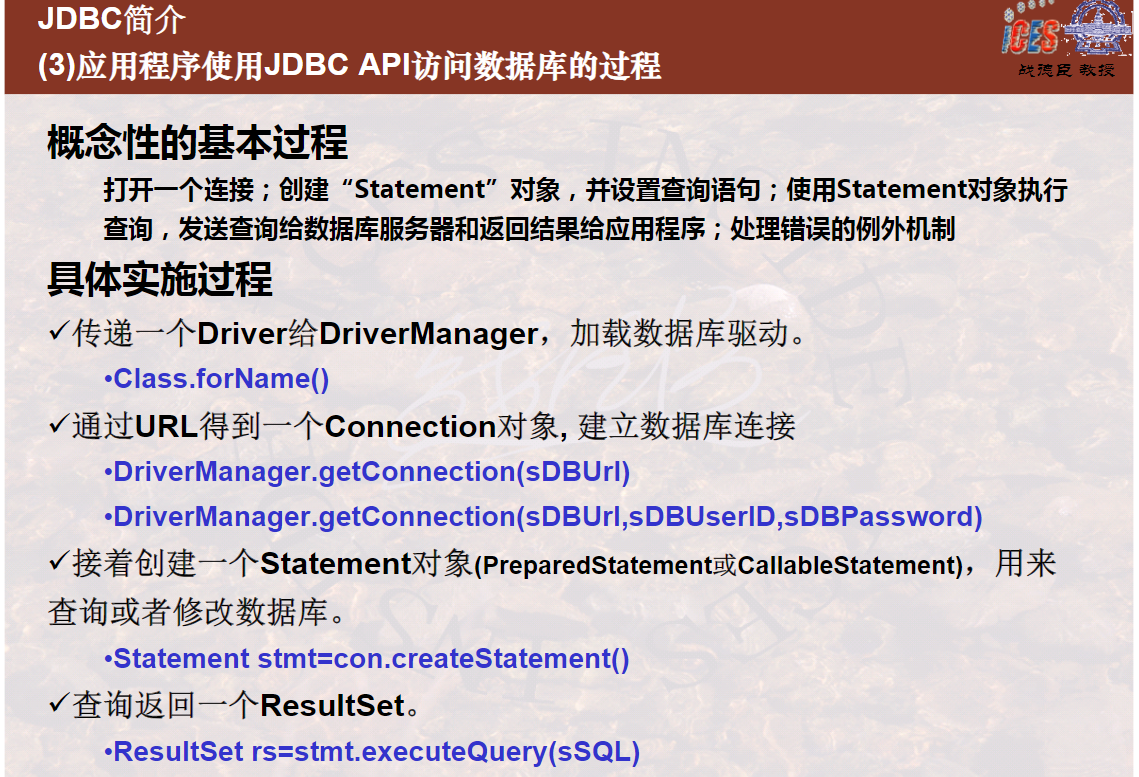 JDBC简介
(3)应用程序使用JDBC API访问数据库的过程
iCES
战德臣 教授
概念性的基本过程
打开一个连接；创建“Statement”对象，并设置查询语句；使用Statement对象执行
查询，发送查询给数据库服务器和返回结果给应用程序；处理错误的例外机制
具体实施过程
✓传递一个Driver给DriverManager，加载数据库驱动。
•Class.forName()
✓通过URL得到一个Connection对象, 建立数据库连接
•DriverManager.getConnection(sDBUrl)
•DriverManager.getConnection(sDBUrl,sDBUserID,sDBPassword)
✓接着创建一个Statement对象(PreparedStatement或CallableStatement)，用来
查询或者修改数据库。
•Statement stmt=con.createStatement()
✓查询返回一个ResultSet。
•ResultSet rs=stmt.executeQuery(sSQL)